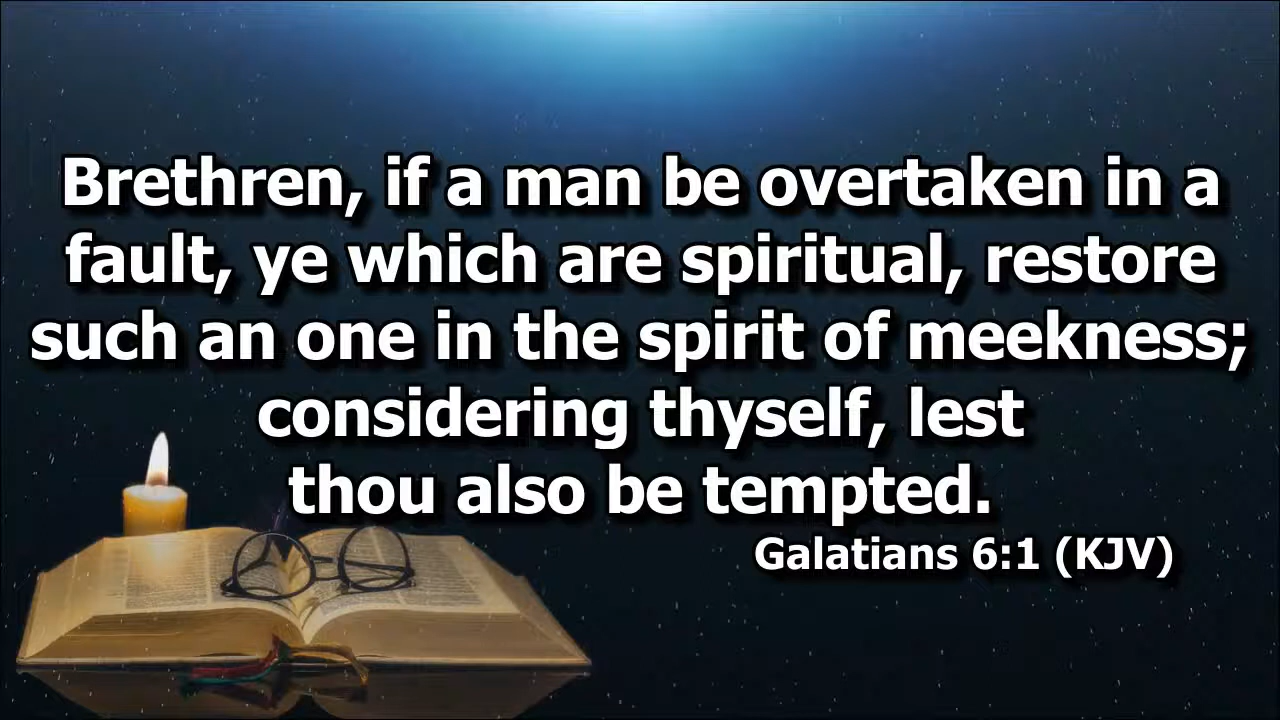 Brethren, if a man be overtaken in a
fault, ye which are spiritual, restore
such an one in the spirit of meekness;
considering thyself, lest
thou also be tempted.
Galatians 6:1 (KJV)